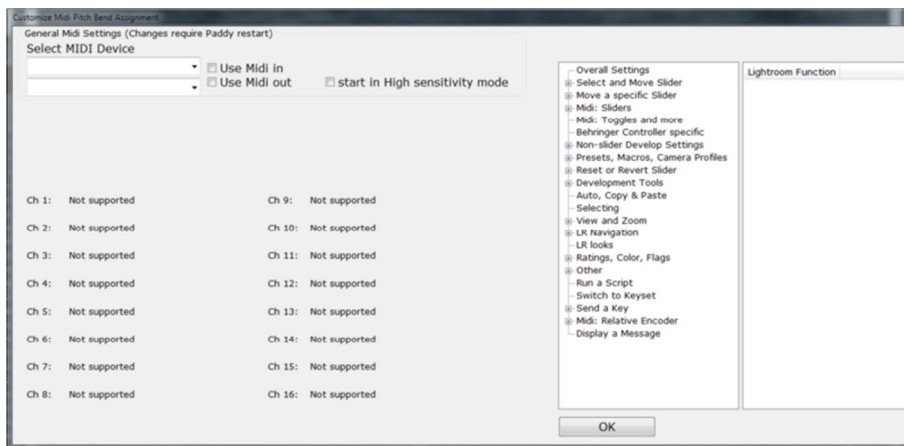 Customize Midi Pitch Bend Assignment
General Midi Settings (Changes require Paddy restart)
Select MIDI Device
Use Midi in
Use Midi out
start in High sensitivity mode
Ch 1: Not supported
Ch 2: Not supported
Ch 3: Not supported
Ch 4: Not supported
Ch 5: Not supported
Ch 6: Not supported
Ch 7: Not supported
Ch 8: Not supported
Ch 9: Not supported
Ch 10: Not supported
Ch 11: Not supported
Ch 12: Not supported
Ch 13: Not supported
Ch 14: Not supported
Ch 15: Not supported
Ch 16: Not supported
Overall Settings
Select and Move Slider
Move a specific Slider
Midi: Sliders
Midi: Toggles and more
Behringer Controller specific
Non-slider Develop Settings
Presets, Macros, Camera Profiles
Reset or Revert Slider
Development Tools
Auto, Copy & Paste
Selecting
View and Zoom
LR Navigation
LR looks
Ratings, Color, Flags
Other
Run a Script
Switch to Keyset
Send a Key
Midi: Relative Encoder
Display a Message
Lightroom Function
OK